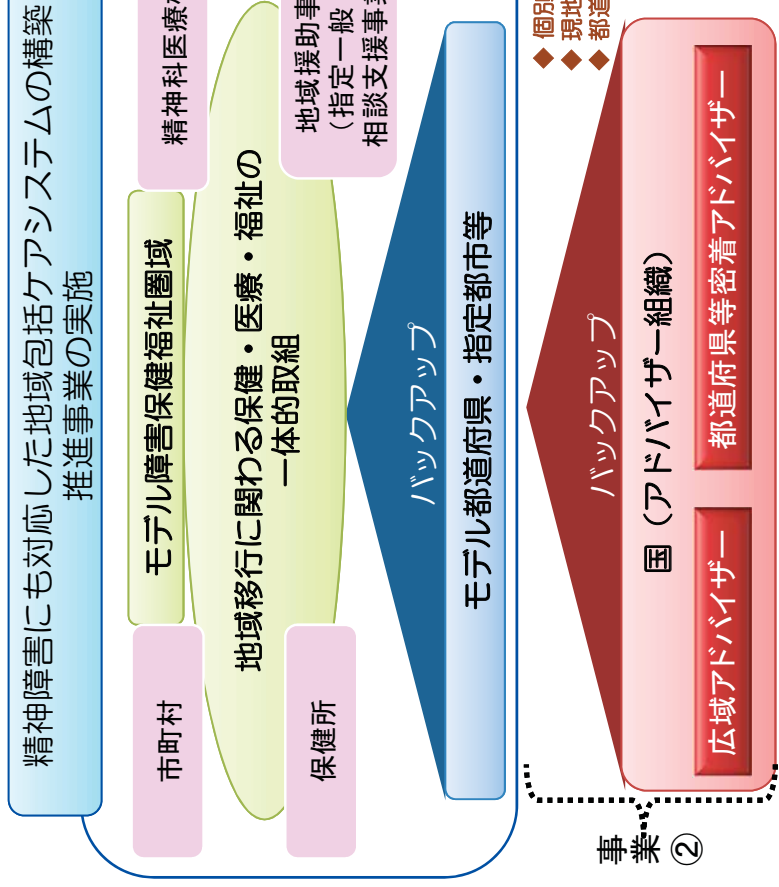 精神障害にも対応した地域包括ケアシステムの構築
推進事業の実施
モデル障害保健福祉圏域
市町村
精神科医療
地域移行に関わる保健・医療・福祉の
一体的取組
保健所
地域援助事
（指定一般
相談支援事業
バックアップ
モデル都道府県・指定都市等
◆ 個別
◆ 現地
◆ 都道
バックアップ
国（アドバイザー組織）
広域アドバイザー
都道府県等密着アドバイザー
事業②